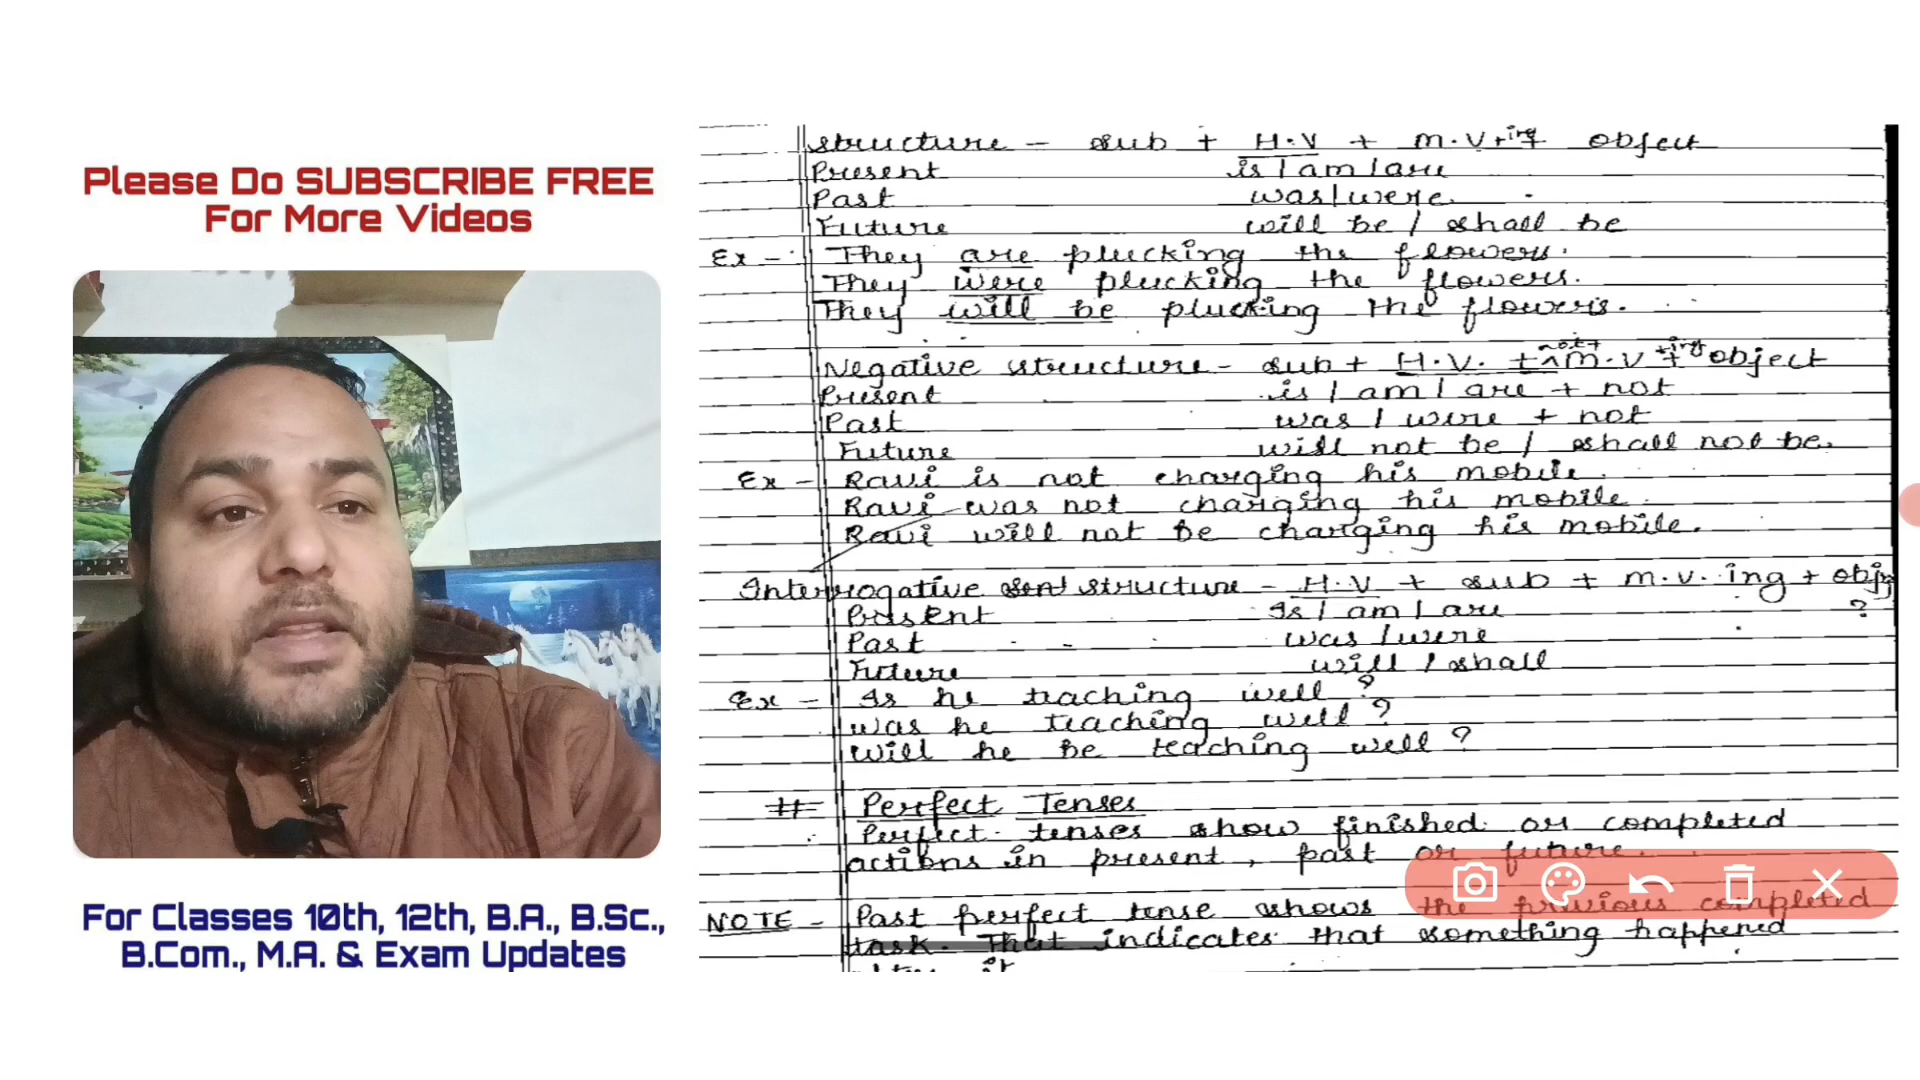 Please Do SUBSCRIBE FREE
For More Videos
For Classes 10th, 12th, B.A., B.Sc.,
B.Com., M.A. & Exam Updates
structure - sub + H.V + m.V+ing+ object
Present is / am / are
Past was / were.
Future will be / shall be
Ex - They are plucking the flowers.
They were plucking the flowers.
They will be plucking the flowers.
Negative structure - sub + H.V. + not + m.V +ing+ object
Present is / am / are + not
Past was / were + not
Future will not be / shall not be.
Ex - Ravi is not charging his mobile.
Ravi was not charging his mobile.
Ravi will not be charging his mobile.
Interrogative structure - H.V + sub + m.v. ing + obj
Present Is / am / are ?
Past was / were
Future will / shall
Ex - Is he teaching well ?
was he teaching well ?
will he be teaching well ?
# Perfect Tenses
Perfect tenses show finished or completed
actions in present, past or future.
NOTE - Past perfect tense shows the previous completed
task. That indicates that something happened
it